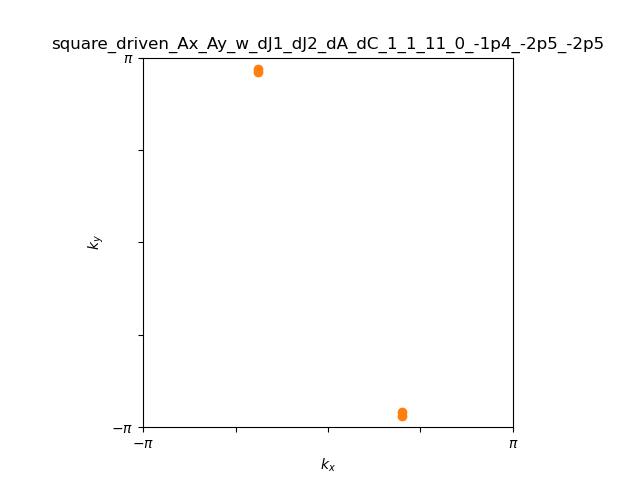 square_driven_Ax_Ay_w_dJ1_dJ2_dA_dC_1_1_11_0_-1p4_-2p5_-2p5
π
k_y
−π
−π π
k_x